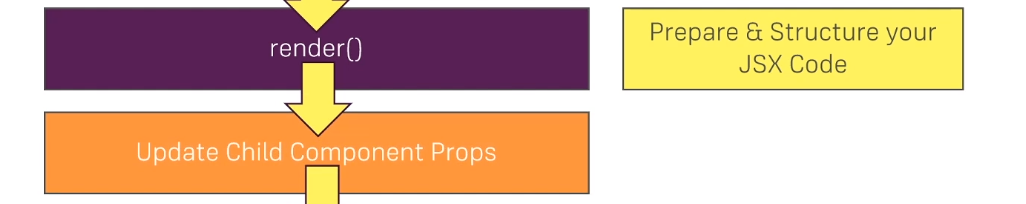 render()
Prepare & Structure your
JSX Code
Update Child Component Props